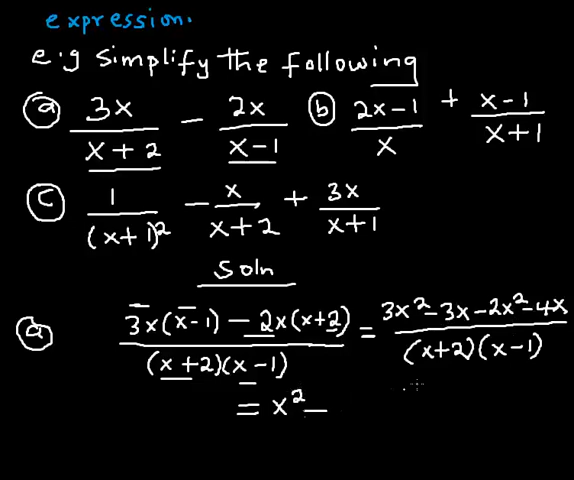 expression.
e.g simplify the following
(a) 3x/(x+2) - 2x/(x-1) (b) (2x-1)/x + (x-1)/(x+1)
(c) 1/(x+1)² - x/(x+2) + 3x/(x+1)
Soln
(a) (3x(x-1) - 2x(x+2))/((x+2)(x-1)) = (3x²-3x-2x²-4x)/((x+2)(x-1))
= x² -